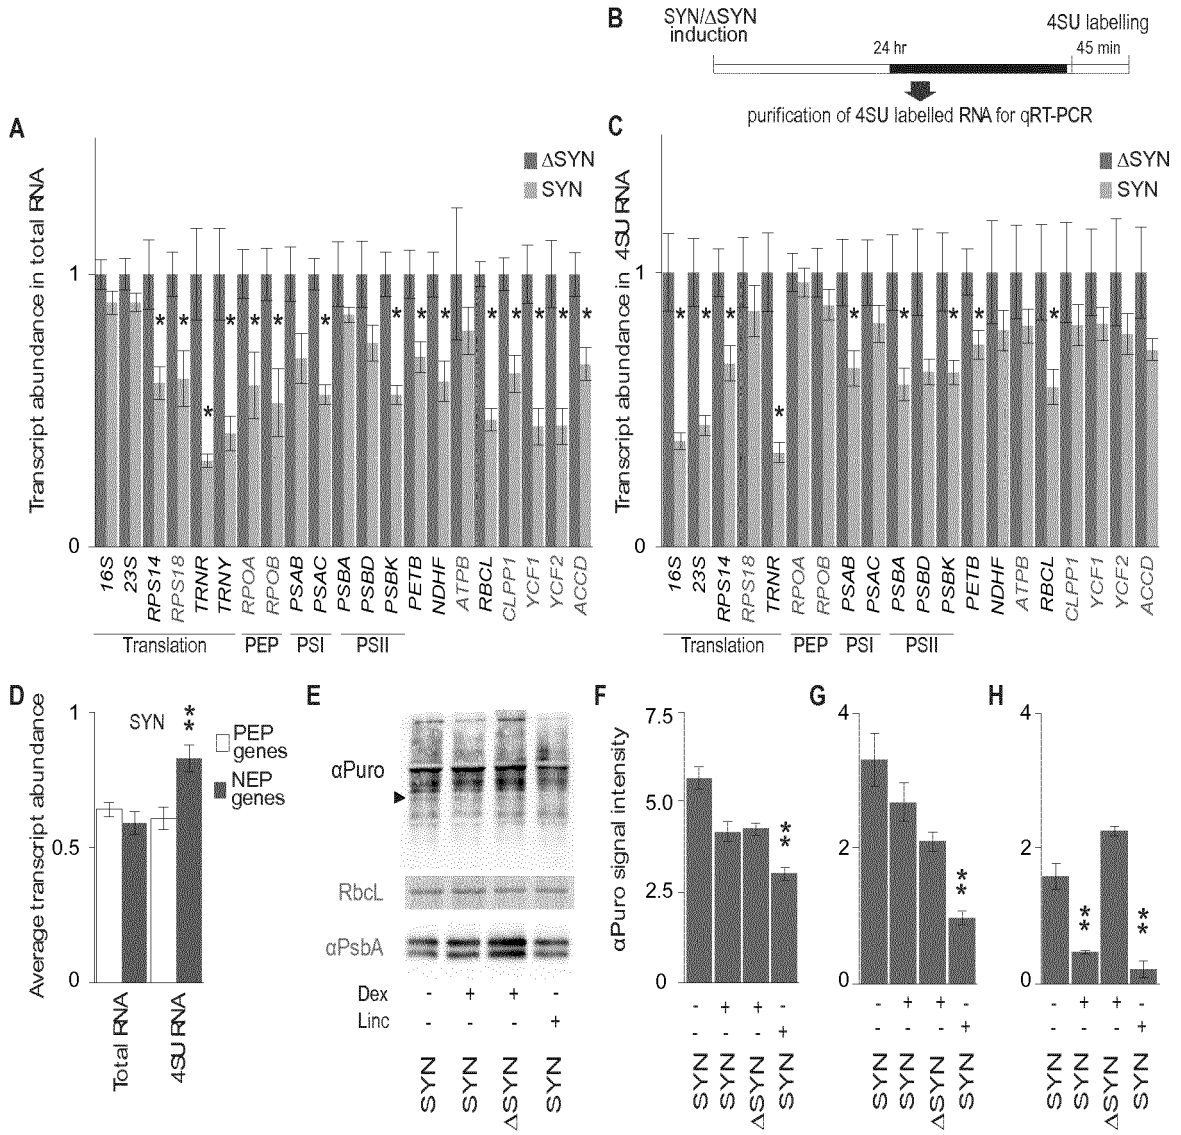 B
SYN/ΔSYN
induction
24 hr
4SU labelling
45 min
purification of 4SU labelled RNA for qRT-PCR
A
Transcript abundance in total RNA
1
0
ΔSYN
SYN
* * * * * * * * * * * * * * *
16S 23S RPS14 RPS18 TRNR TRNY RPOA RPOB PSAB PSAC PSBA PSBD PSBK PETB NDHF ATPB RBCL CLPP1 YCF1 YCF2 ACCD
Translation PEP PSI PSII
C
Transcript abundance in 4SU RNA
1
0
ΔSYN
SYN
* * * * * * * * *
16S 23S RPS14 RPS18 TRNR RPOA RPOB PSAB PSAC PSBA PSBD PSBK PETB NDHF ATPB RBCL CLPP1 YCF1 YCF2 ACCD
Translation PEP PSI PSII
D
Average transcript abundance
1
0.5
0
SYN
**
PEP
genes
NEP
genes
Total RNA 4SU RNA
E
αPuro
RbcL
αPsbA
Dex - + + -
Linc - - - +
SYN SYN ΔSYN SYN
F
αPuro signal intensity
7.5
5.0
2.5
0
**
- + + -
- - - +
SYN SYN ΔSYN SYN
G
4
2
0
**
- + + -
- - - +
SYN SYN ΔSYN SYN
H
4
2
0
** **
- + + -
- - - +
SYN SYN ΔSYN SYN